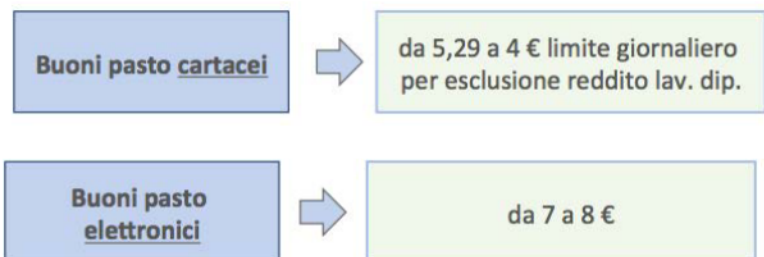 Buoni pasto cartacei
da 5,29 a 4 € limite giornaliero
per esclusione reddito lav. dip.
Buoni pasto
elettronici
da 7 a 8 €